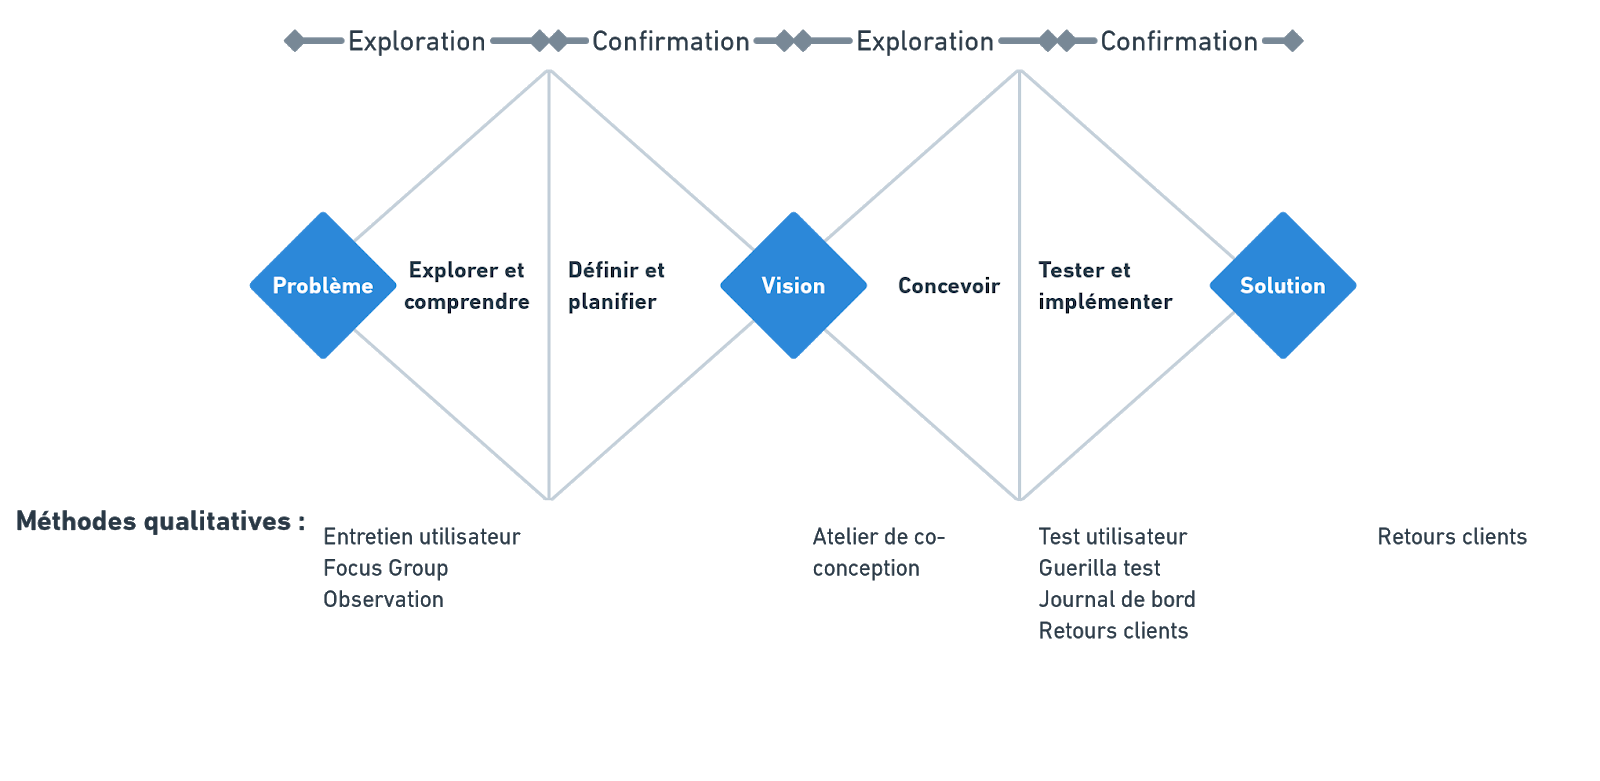 Exploration Confirmation Exploration Confirmation
Problème
Explorer et
comprendre
Définir et
planifier
Vision
Concevoir
Tester et
implémenter
Solution
Méthodes qualitatives :
Entretien utilisateur
Focus Group
Observation
Atelier de co-
conception
Test utilisateur
Guerilla test
Journal de bord
Retours clients
Retours clients